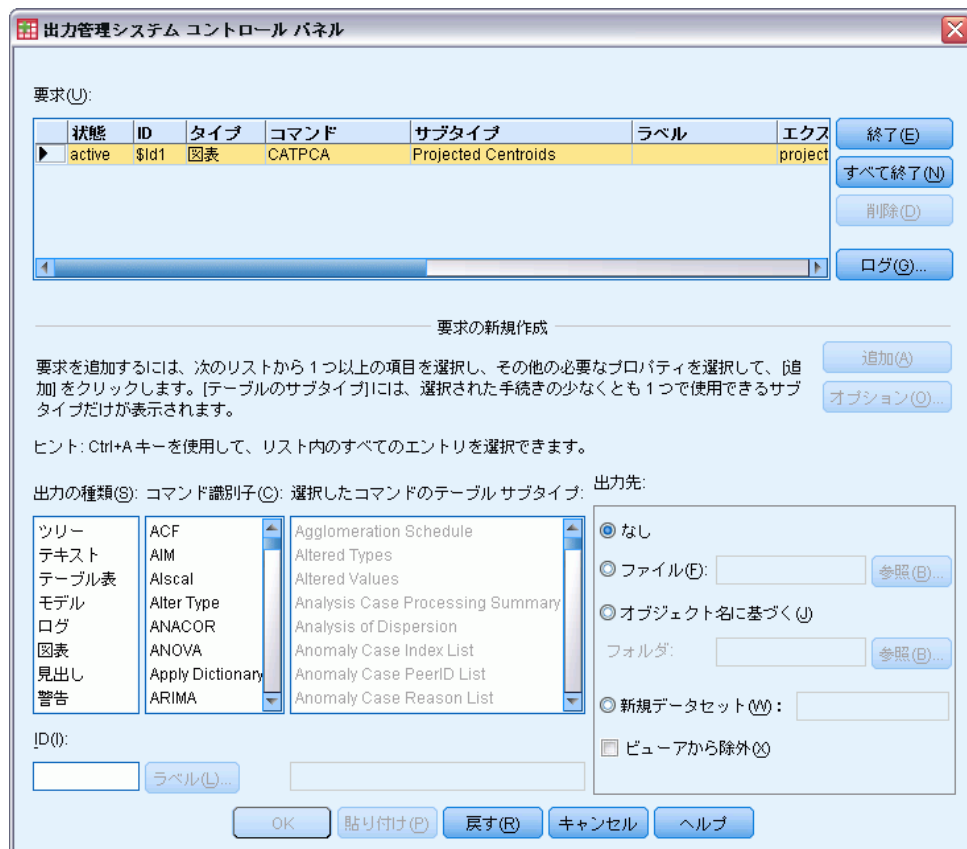 出力管理システム コントロール パネル
要求(U):
状態 ID タイプ コマンド サブタイプ ラベル エクス
active $Id1 図表 CATPCA Projected Centroids project
終了(E)
すべて終了(N)
削除(D)
ログ(G)...
要求の新規作成
要求を追加するには、次のリストから1つ以上の項目を選択し、その他の必要なプロパティを選択して、[追
加] をクリックします。[テーブルのサブタイプ]には、選択された手続きの少なくとも1つで使用できるサブ
タイプだけが表示されます。
追加(A)
オプション(O)...
ヒント: Ctrl+A キーを使用して、リスト内のすべてのエントリを選択できます。
出力の種類(S): コマンド識別子(C): 選択したコマンドのテーブル サブタイプ:
ツリー
テキスト
テーブル表
モデル
ログ
図表
見出し
警告
ACF
AIM
Alscal
Alter Type
ANACOR
ANOVA
Apply Dictionary
ARIMA
Agglomeration Schedule
Altered Types
Altered Values
Analysis Case Processing Summary
Analysis of Dispersion
Anomaly Case Index List
Anomaly Case PeerID List
Anomaly Case Reason List
出力先:
なし
ファイル(F): 参照(B)...
オブジェクト名に基づく(J)
フォルダ: 参照(B)...
新規データセット(W):
ビューアから除外(X)
ID(I):
ラベル(L)...
OK 貼り付け(P) 戻す(R) キャンセル ヘルプ